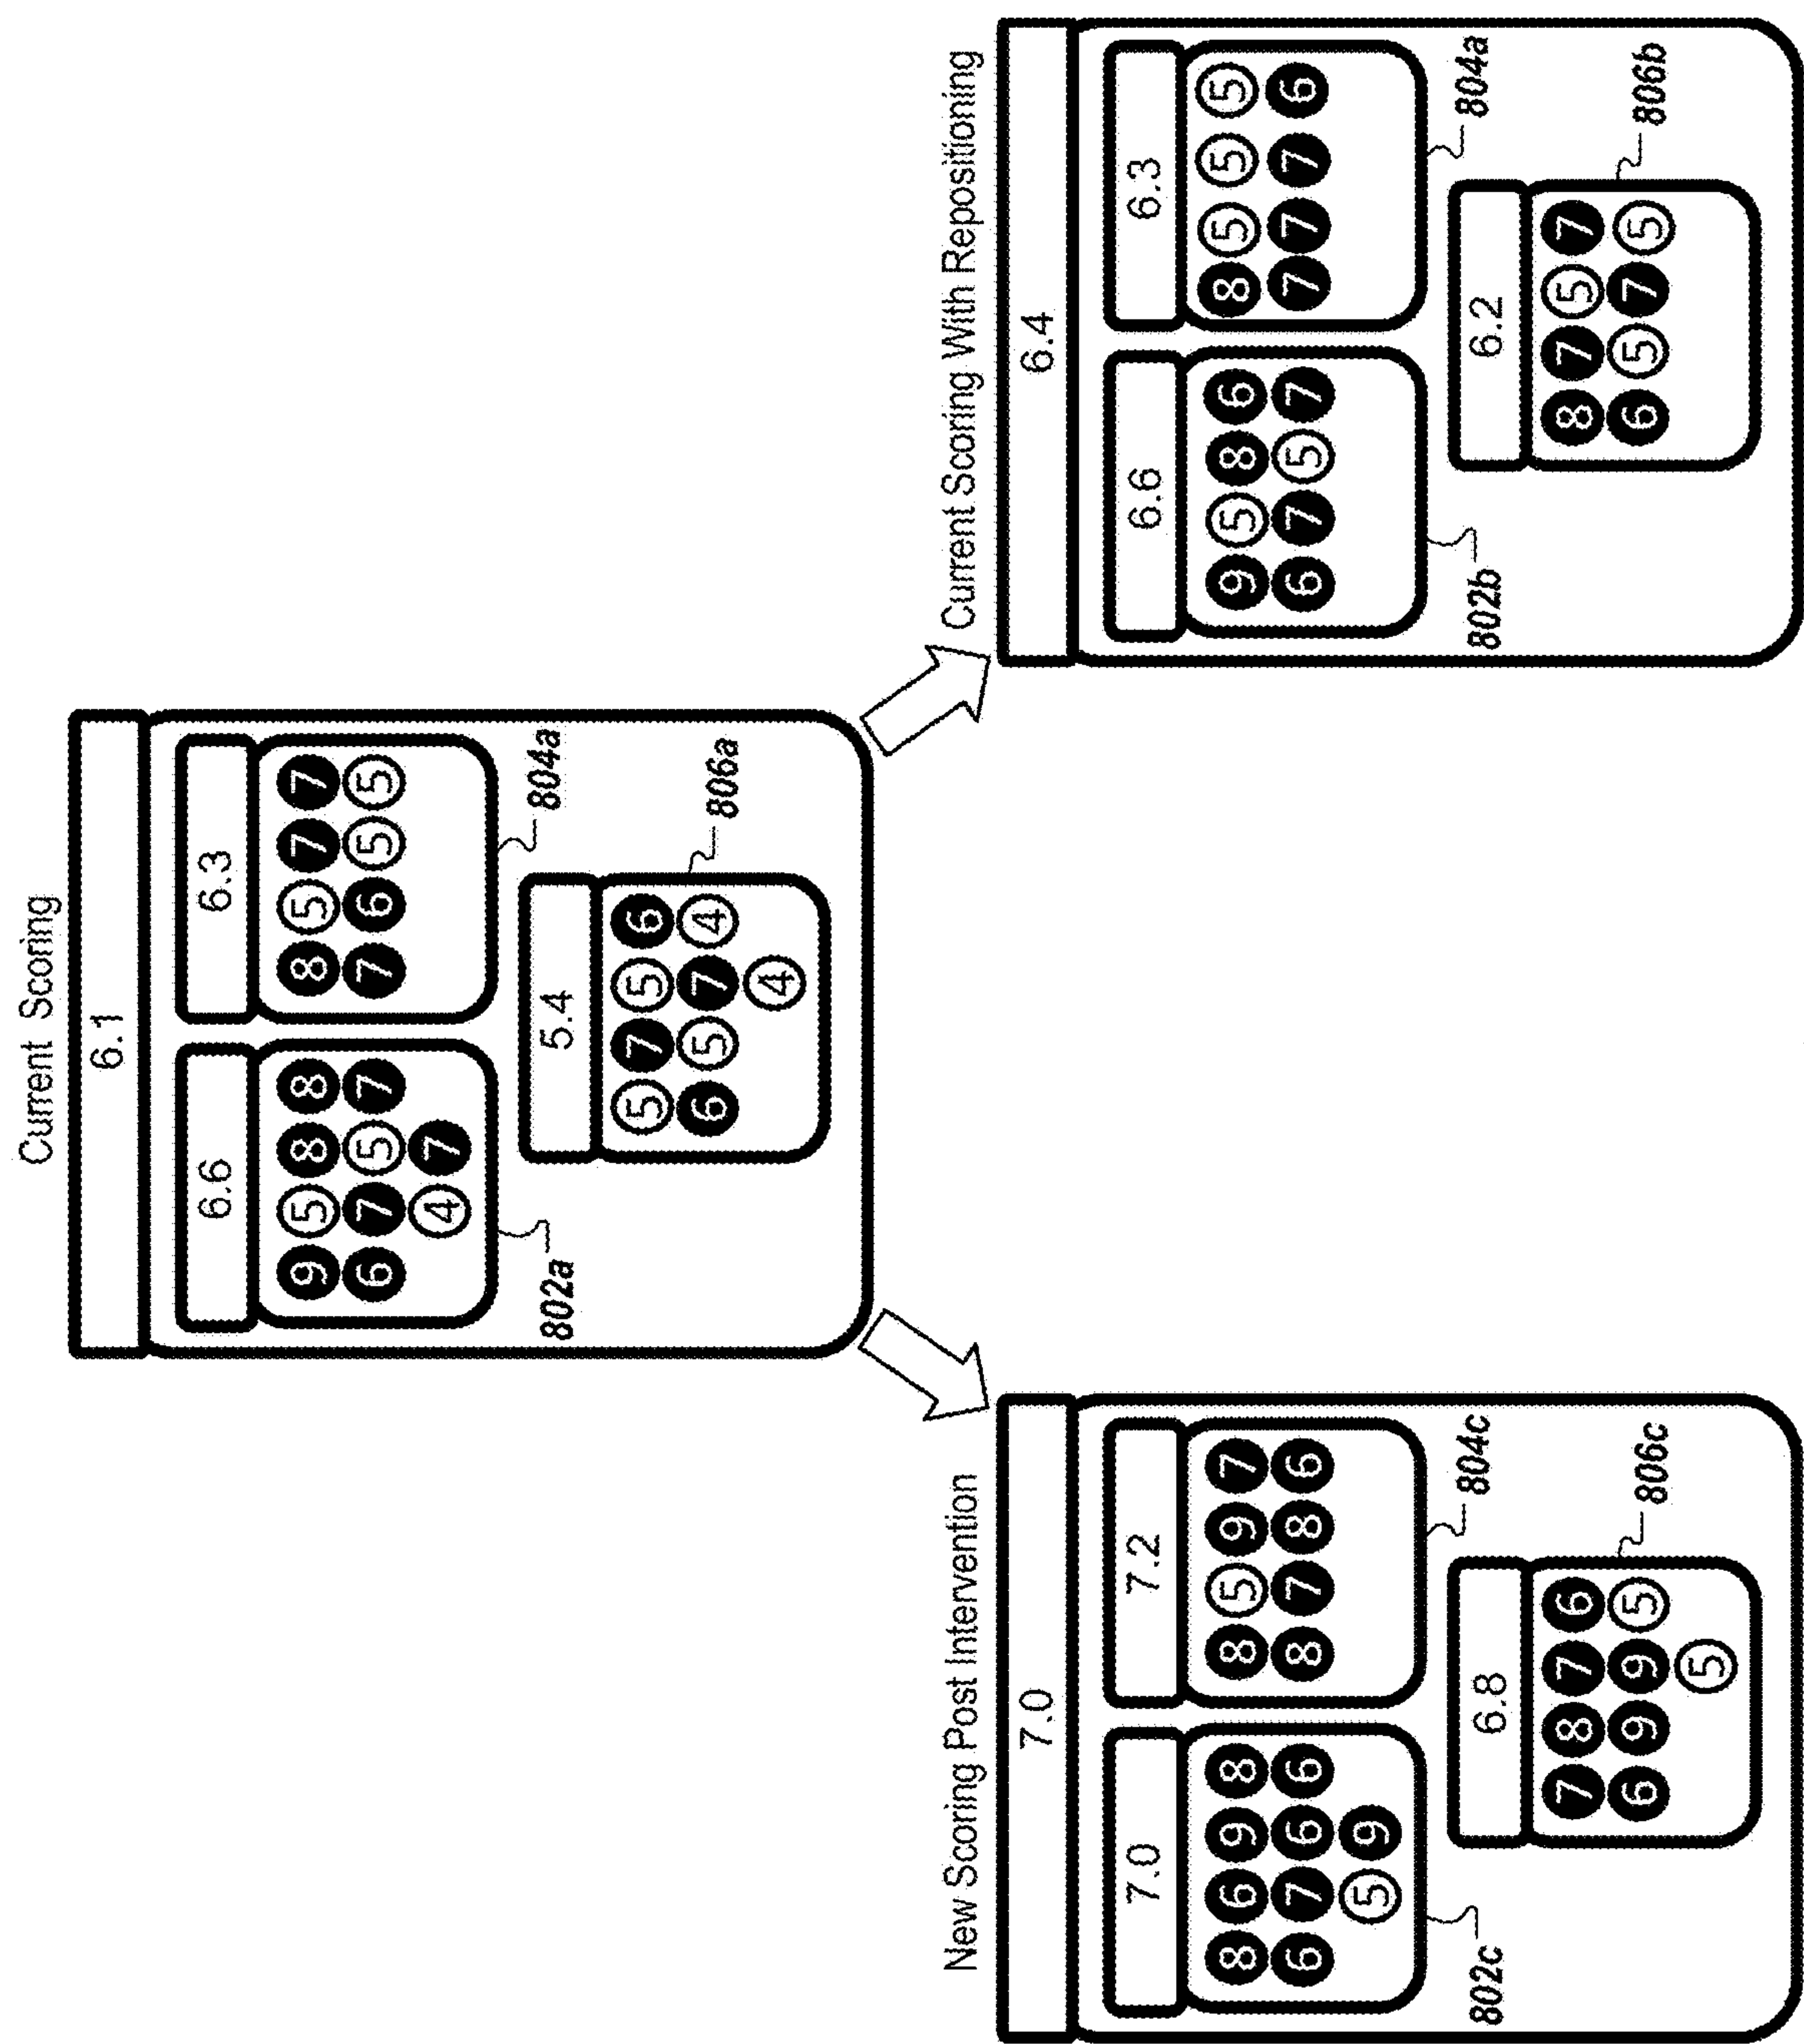 Current Scoring
6.1
6.6
9 5 8 8
6 7 5 7
4 7
802a
6.3
8 5 7 7
7 6 5 5
804a
5.4
5 7 5 6
6 5 7 4
4
806a
New Scoring Post Intervention
7.0
7.0
8 6 9 8
6 7 6 6
5 9
802c
7.2
8 5 9 7
8 7 8 6
804c
6.8
7 8 7 6
6 9 9 5
5
806c
Current Scoring With Repositioning
6.4
6.6
9 5 8 6
6 7 5 7
802b
6.3
8 5 5 5
7 7 7 6
804a
6.2
8 7 5 7
6 5 7 5
806b